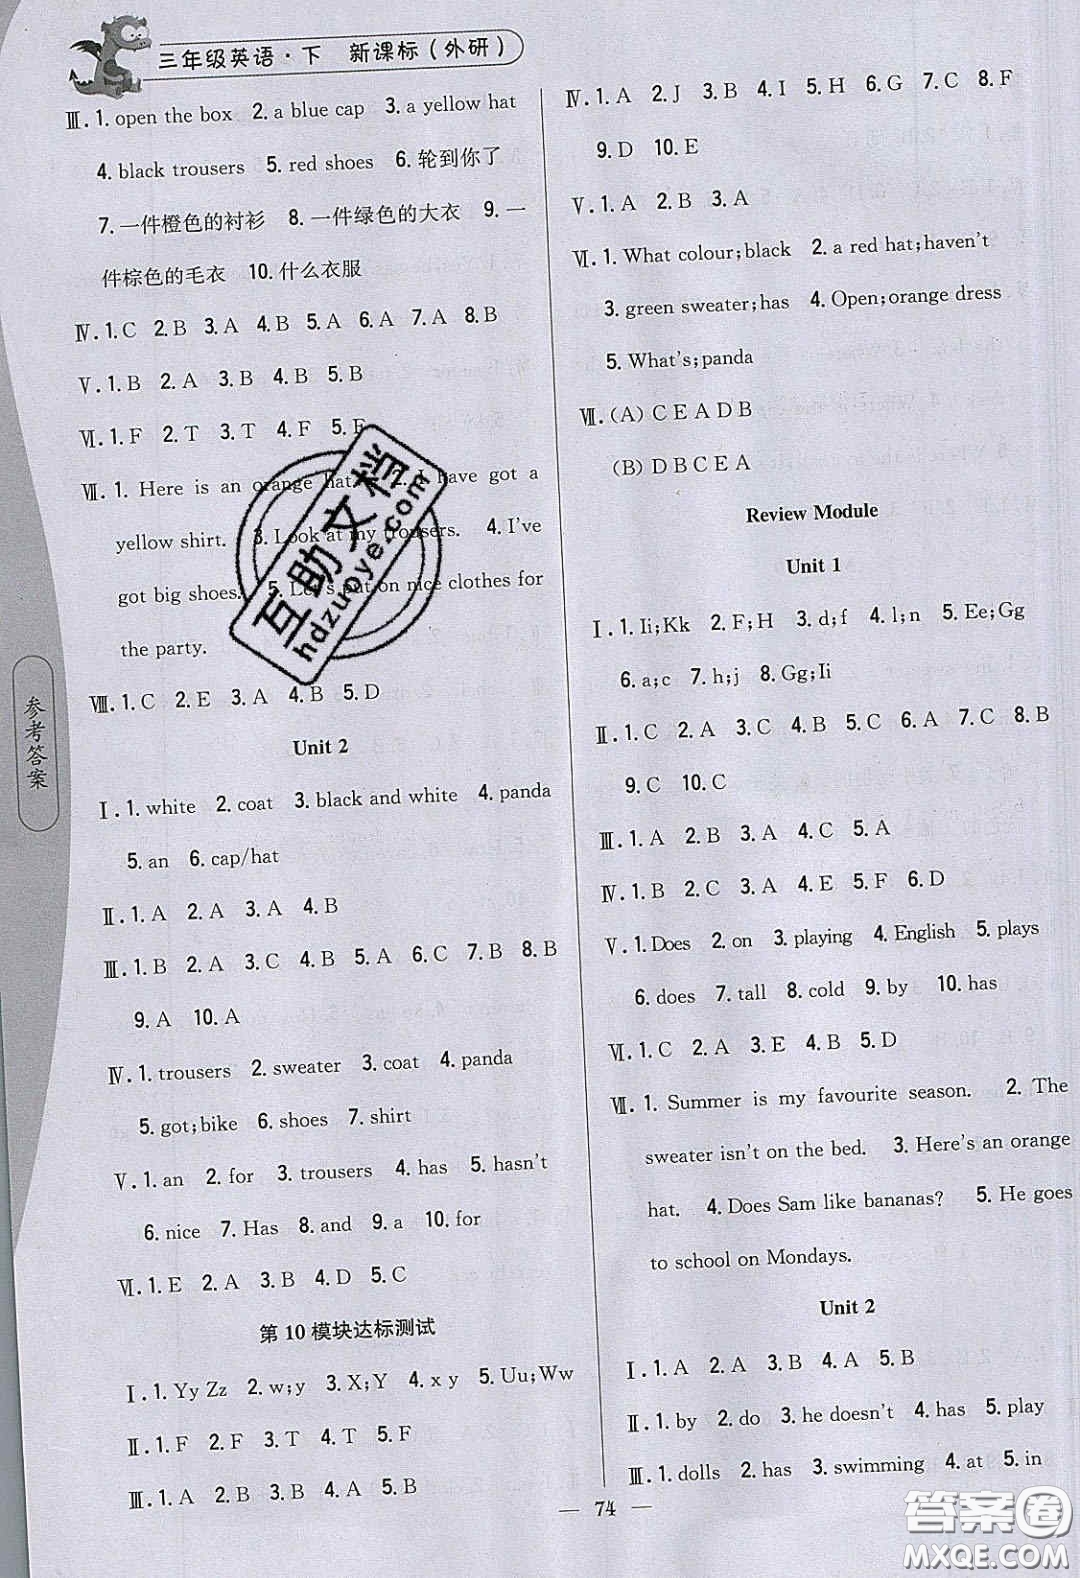 三年级英语·下 新课标(外研)
Ⅲ.1. open the box 2. a blue cap 3. a yellow hat
4. black trousers 5. red shoes 6. 轮到你了
7. 一件橙色的衬衫 8. 一件绿色的大衣 9. 一
件棕色的毛衣 10. 什么衣服
Ⅳ.1. C 2. B 3. A 4. B 5. A 6. A 7. A 8. B
Ⅴ.1. B 2. A 3. B 4. B 5. B
Ⅵ.1. F 2. T 3. T 4. F 5. F
Ⅶ.1. Here is an orange hat. 2. I have got a
yellow shirt. 3. Look at my trousers. 4. I've
got big shoes. 5. Let's put on nice clothes for
the party.
Ⅷ.1. C 2. E 3. A 4. B 5. D
Unit 2
Ⅰ.1. white 2. coat 3. black and white 4. panda
5. an 6. cap/hat
Ⅱ.1. A 2. A 3. A 4. B
Ⅲ.1. B 2. A 3. C 4. B 5. A 6. C 7. B 8. B
9. A 10. A
Ⅳ.1. trousers 2. sweater 3. coat 4. panda
5. got;bike 6. shoes 7. shirt
Ⅴ.1. an 2. for 3. trousers 4. has 5. hasn't
6. nice 7. Has 8. and 9. a 10. for
Ⅵ.1. E 2. A 3. B 4. D 5. C
第10模块达标测试
Ⅰ.1. Yy Zz 2. w;y 3. X;Y 4. x y 5. Uu;Ww
Ⅱ.1. F 2. F 3. T 4. T 5. F
Ⅲ.1. A 2. B 3. B 4. A 5. B
Ⅳ.1. A 2. J 3. B 4. I 5. H 6. G 7. C 8. F
9. D 10. E
Ⅴ.1. A 2. B 3. A
Ⅵ.1. What colour;black 2. a red hat;haven't
3. green sweater;has 4. Open;orange dress
5. What's;panda
Ⅶ.(A) C E A D B
(B) D B C E A
Review Module
Unit 1
Ⅰ.1. Ii;Kk 2. F;H 3. d;f 4. l;n 5. Ee;Gg
6. a;c 7. h;j 8. Gg;Ii
Ⅱ.1. C 2. C 3. C 4. B 5. C 6. A 7. C 8. B
9. C 10. C
Ⅲ.1. A 2. B 3. A 4. C 5. A
Ⅳ.1. B 2. C 3. A 4. E 5. F 6. D
Ⅴ.1. Does 2. on 3. playing 4. English 5. plays
6. does 7. tall 8. cold 9. by 10. has
Ⅵ.1. C 2. A 3. E 4. B 5. D
Ⅶ.1. Summer is my favourite season. 2. The
sweater isn't on the bed. 3. Here's an orange
hat. 4. Does Sam like bananas? 5. He goes
to school on Mondays.
Unit 2
Ⅰ.1. A 2. A 3. B 4. A 5. B
Ⅱ.1. by 2. do 3. he doesn't 4. has 5. play
Ⅲ.1. dolls 2. has 3. swimming 4. at 5. in
— 74 —
参考答案
互助文档
hdzuoye.com
答案圈
MXQE.COM